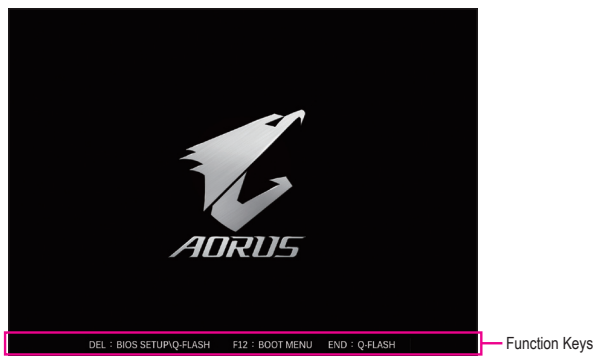 AORUS
DEL : BIOS SETUP\Q-FLASH F12 : BOOT MENU END : Q-FLASH
Function Keys